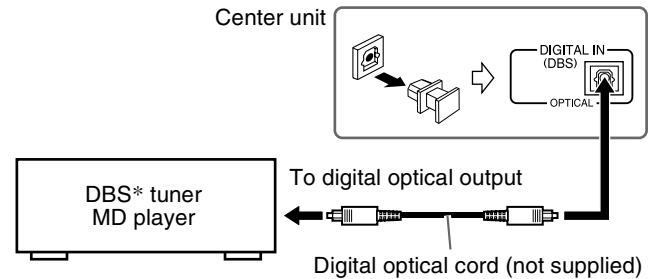 Center unit
DIGITAL IN
(DBS)
OPTICAL
To digital optical output
DBS* tuner
MD player
Digital optical cord (not supplied)